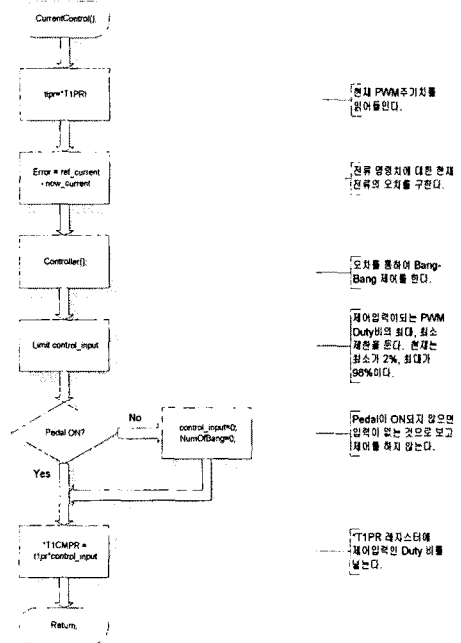 CurrentControl();
t1pr=*T1PR;
현재 PWM주기치를
읽어들인다.
Error = ref_current
- now_current
전류 명령치에 대한 현재
전류의 오차를 구한다.
Controller();
오차를 통하여 Bang-
Bang 제어를 한다.
Limit control_input
제어입력이되는 PWM
Duty비의 최대, 최소
제한을 둔다. 현재는
최소가 2%, 최대가
98%이다.
Pedal ON?
No
control_input=0;
NumOfBang=0;
Pedal이 ON되지 않으면
입력이 없는 것으로 보고
제어를 하지 않는다.
Yes
*T1CMPR =
t1pr*control_input
*T1PR 레지스터에
제어입력인 Duty 비를
넣는다.
Return;